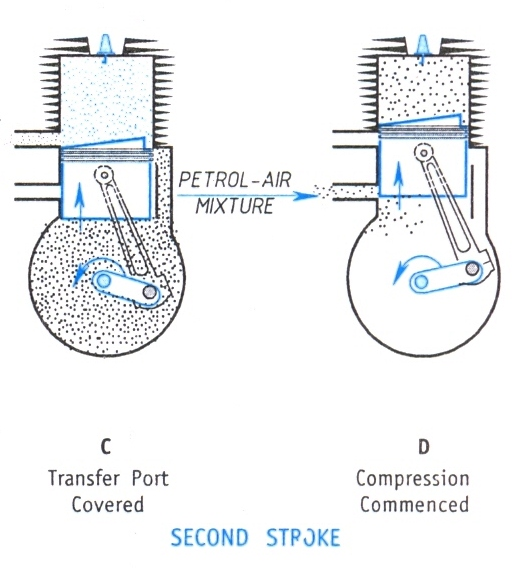 PETROL-AIR
MIXTURE
C
Transfer Port
Covered
D
Compression
Commenced
SECOND STROKE